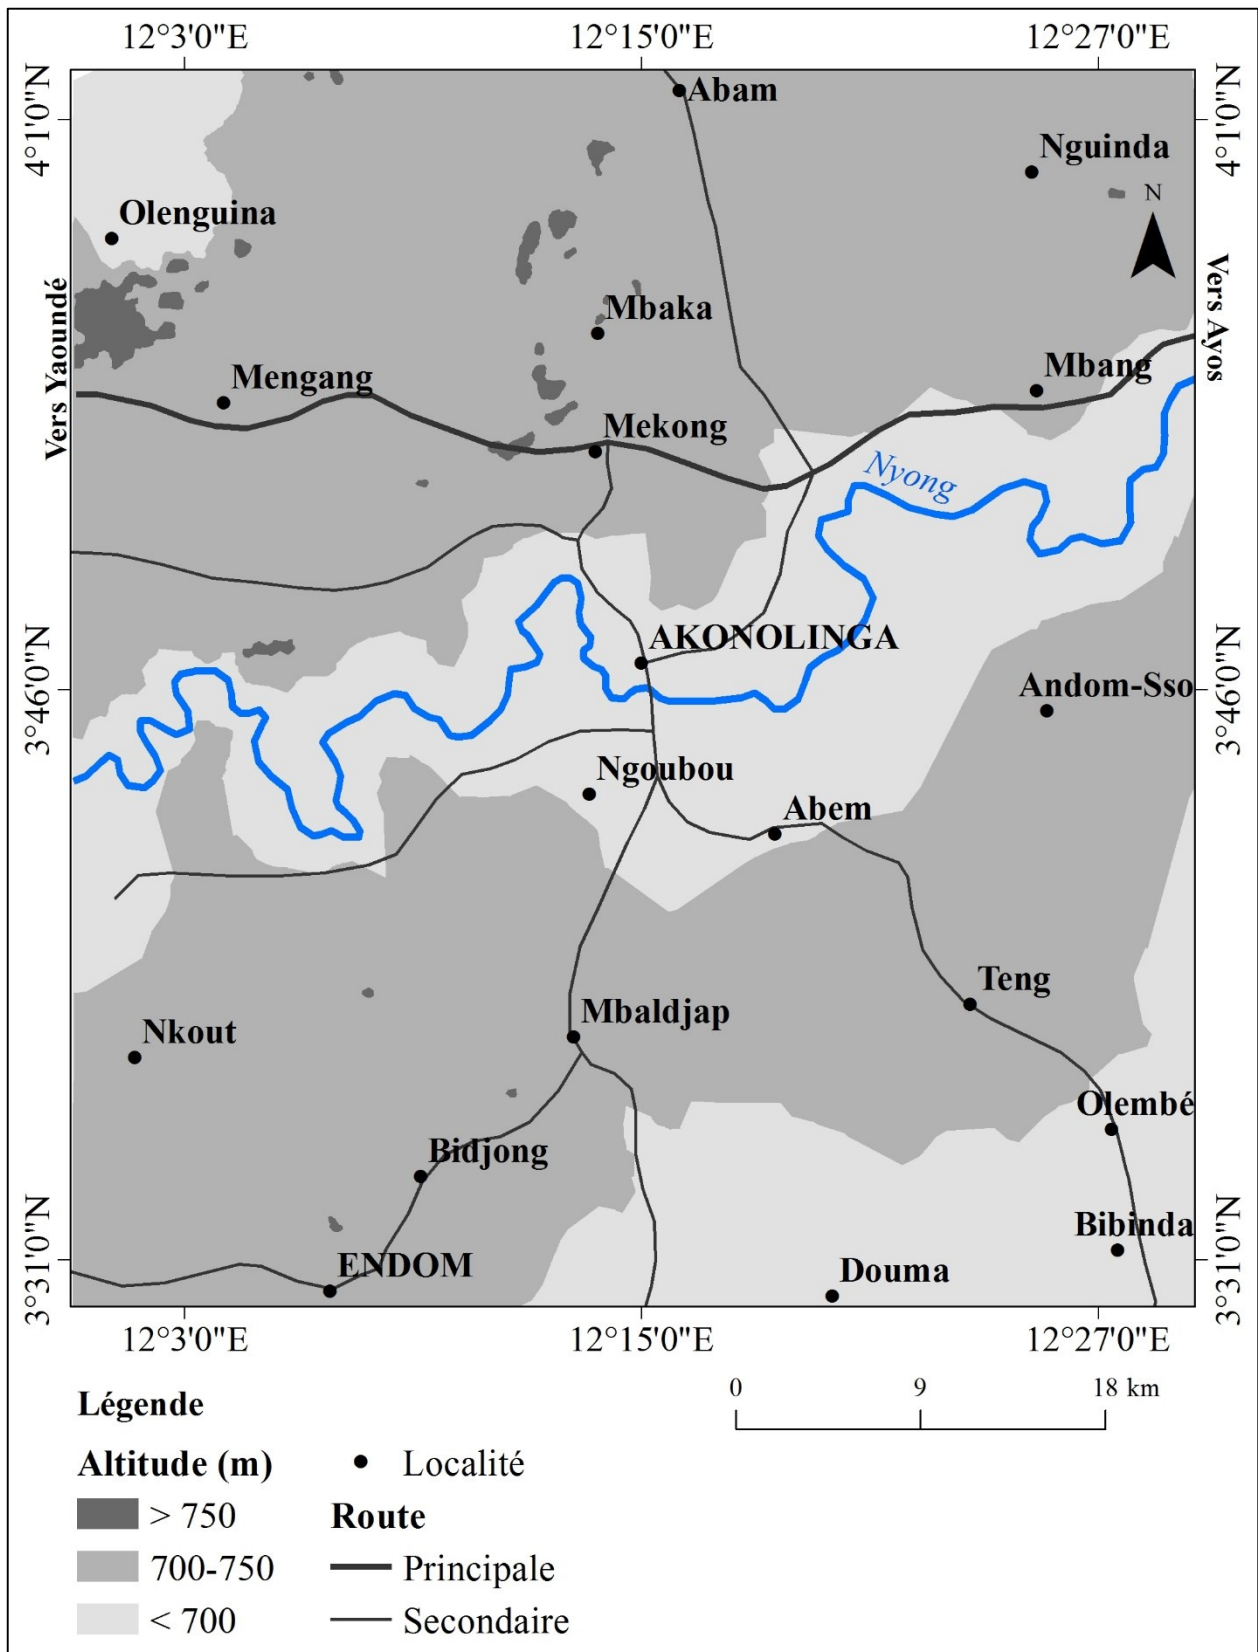 12°3'0"E 12°15'0"E 12°27'0"E
4°1'0"N
4°1'0"N
Abam
Nguinda
N
Olenguina
Vers Yaoundé
Vers Ayos
Mbaka
Mengang
Mbang
Mekong
Nyong
AKONOLINGA
3°46'0"N
Andom-Sso
3°46'0"N
Ngoubou
Abem
Teng
Mbaldjap
Nkout
Olembé
Bidjong
Bibinda
3°31'0"N
ENDOM
Douma
3°31'0"N
12°3'0"E 12°15'0"E 12°27'0"E
0 9 18 km
Légende
Altitude (m)
> 750
700-750
< 700
Localité
Route
Principale
Secondaire